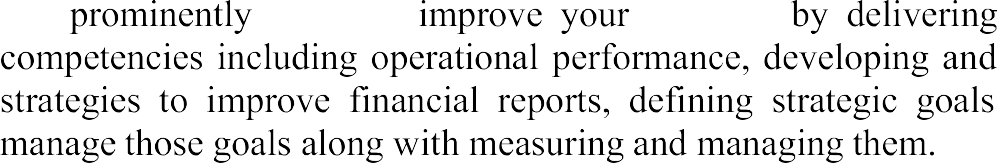 prominently improve your by delivering
competencies including operational performance, developing and
strategies to improve financial reports, defining strategic goals
manage those goals along with measuring and managing them.